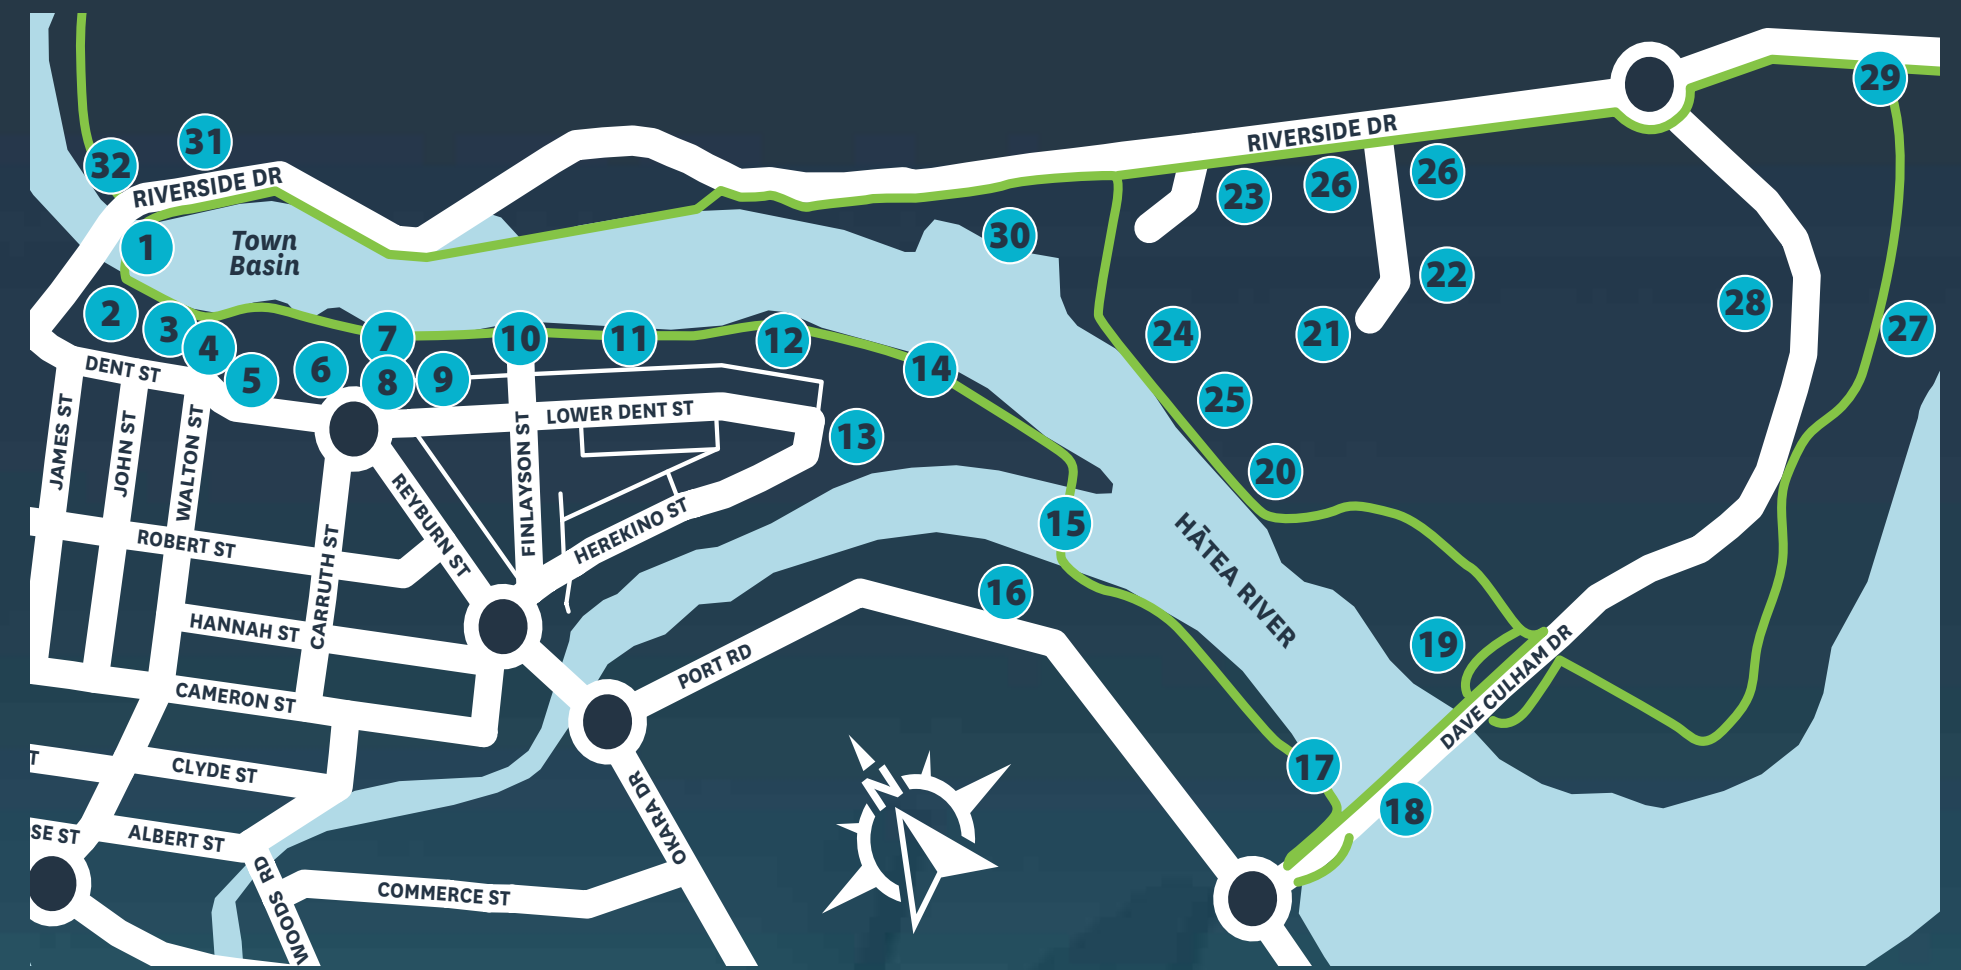 29
RIVERSIDE DR
31
32
26
26
RIVERSIDE DR
23
1
Town
Basin
30
22
2
3
28
27
4
7
10
11
12
24
21
DENT ST
5
6
8
9
14
25
LOWER DENT ST
13
JAMES ST
JOHN ST
WALTON ST
FINLAYSON ST
20
REYBURN ST
15
HĀTEA RIVER
ROBERT ST
HEREKINO ST
CARRUTH ST
16
HANNAH ST
19
PORT RD
DAVE CULHAM DR
CAMERON ST
T
CLYDE ST
17
N
18
OKARA DR
SE ST
ALBERT ST
WOODS RD
COMMERCE ST